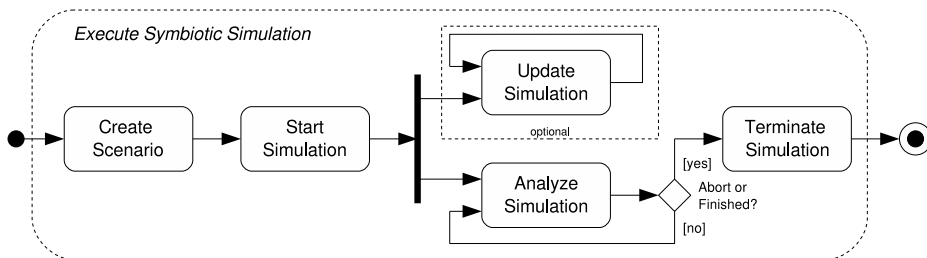 Execute Symbiotic Simulation
Create
Scenario
Start
Simulation
Update
Simulation
optional
Analyze
Simulation
[yes]
Abort or
Finished?
[no]
Terminate
Simulation